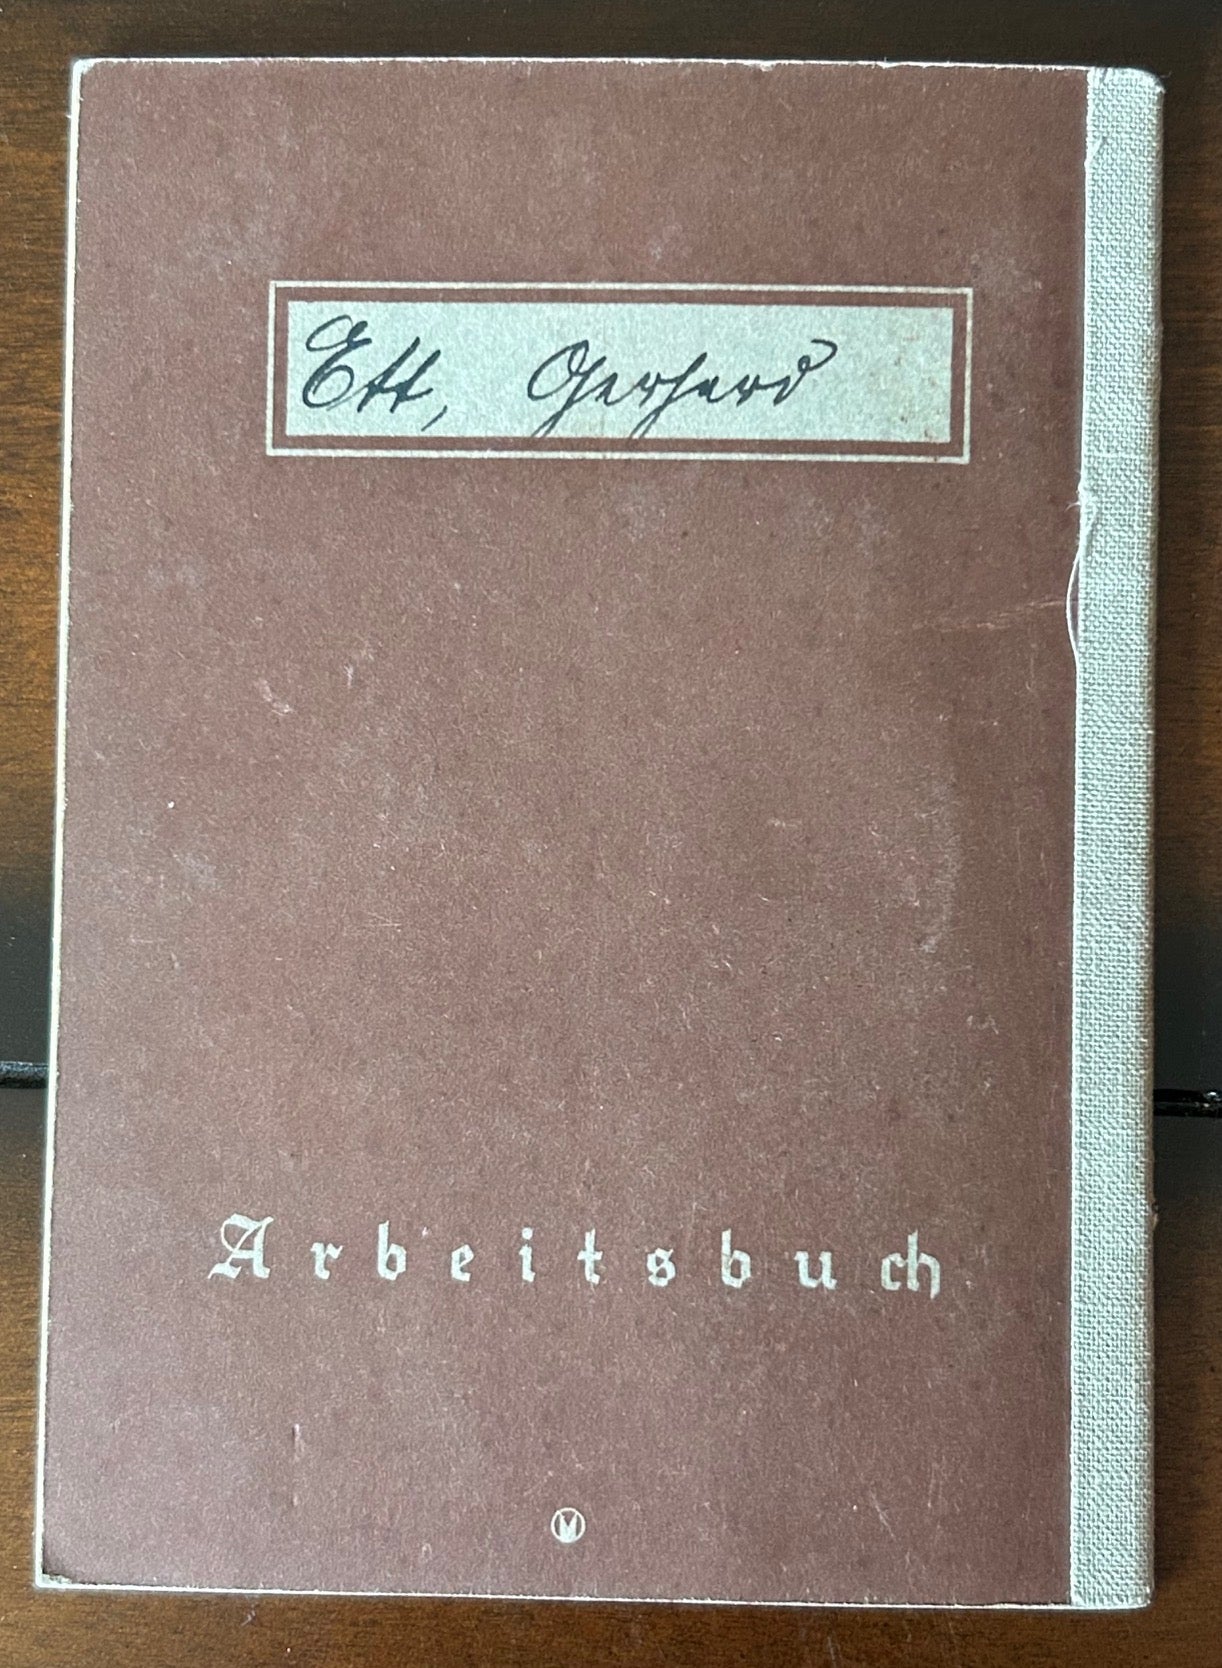 Ett, Gerhard
Arbeitsbuch